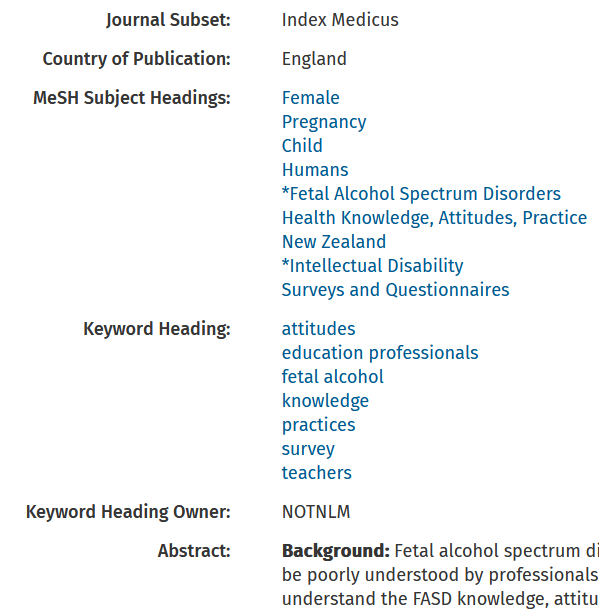 Journal Subset: Index Medicus
Country of Publication: England
MeSH Subject Headings: Female
Pregnancy
Child
Humans
*Fetal Alcohol Spectrum Disorders
Health Knowledge, Attitudes, Practice
New Zealand
*Intellectual Disability
Surveys and Questionnaires
Keyword Heading: attitudes
education professionals
fetal alcohol
knowledge
practices
survey
teachers
Keyword Heading Owner: NOTNLM
Abstract: Background: Fetal alcohol spectrum di
be poorly understood by professionals
understand the FASD knowledge, attitu